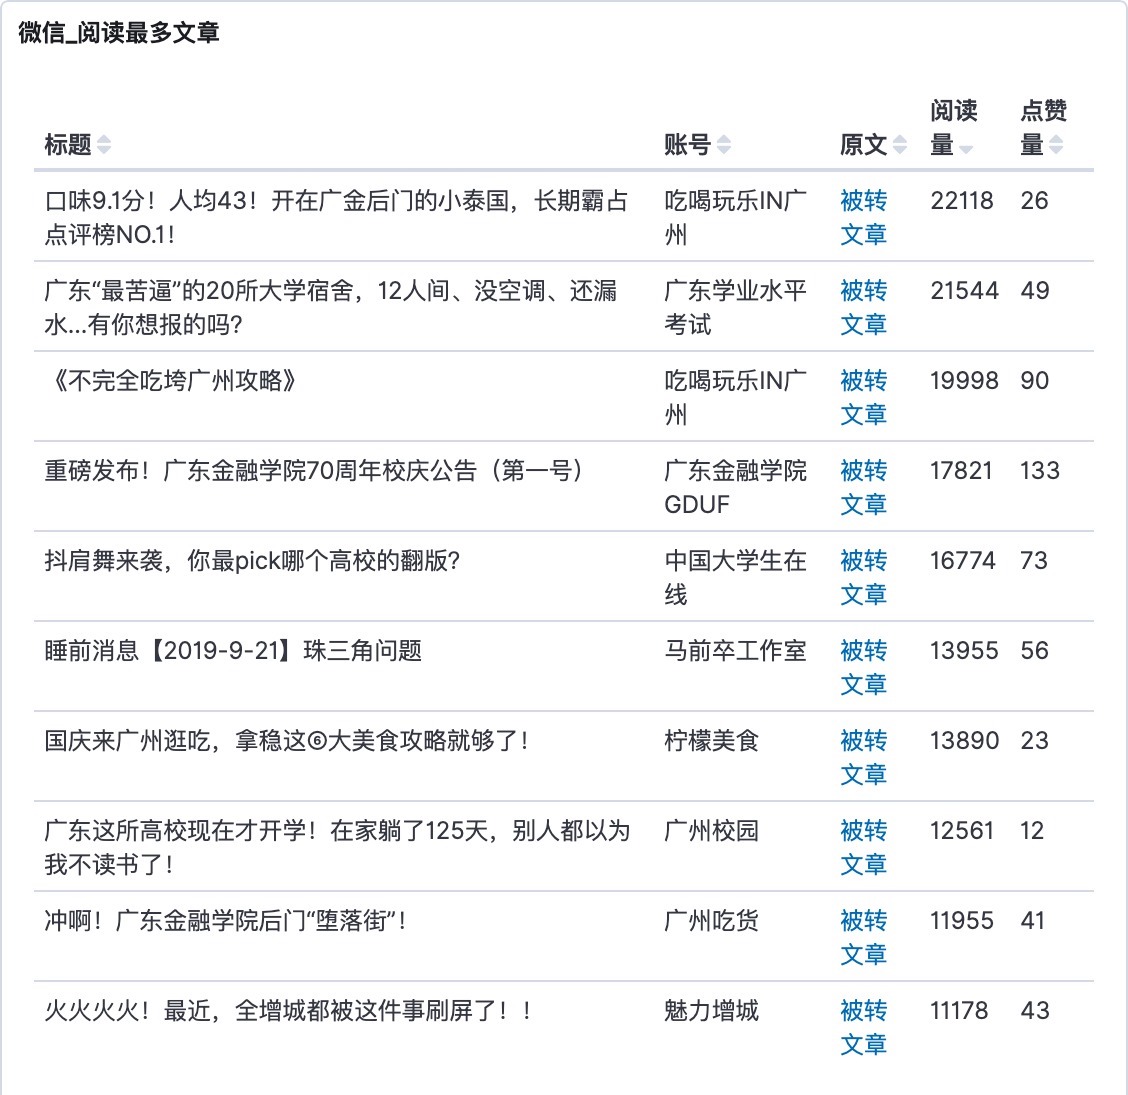 微信_阅读最多文章
标题 账号 原文 阅读量 点赞量
口味9.1分！人均43！开在广金后门的小泰国，长期霸占
点评榜NO.1！
吃喝玩乐IN广
州
被转
文章
22118 26
广东“最苦逼”的20所大学宿舍，12人间、没空调、还漏
水...有你想报的吗？
广东学业水平
考试
被转
文章
21544 49
《不完全吃垮广州攻略》
吃喝玩乐IN广
州
被转
文章
19998 90
重磅发布！广东金融学院70周年校庆公告（第一号）
广东金融学院
GDUF
被转
文章
17821 133
抖肩舞来袭，你最pick哪个高校的翻版？
中国大学生在
线
被转
文章
16774 73
睡前消息【2019-9-21】珠三角问题
马前卒工作室
被转
文章
13955 56
国庆来广州逛吃，拿稳这⑥大美食攻略就够了！
柠檬美食
被转
文章
13890 23
广东这所高校现在才开学！在家躺了125天，别人都以为
我不读书了！
广州校园
被转
文章
12561 12
冲啊！广东金融学院后门“堕落街”！
广州吃货
被转
文章
11955 41
火火火火！最近，全增城都被这件事刷屏了！！
魅力增城
被转
文章
11178 43